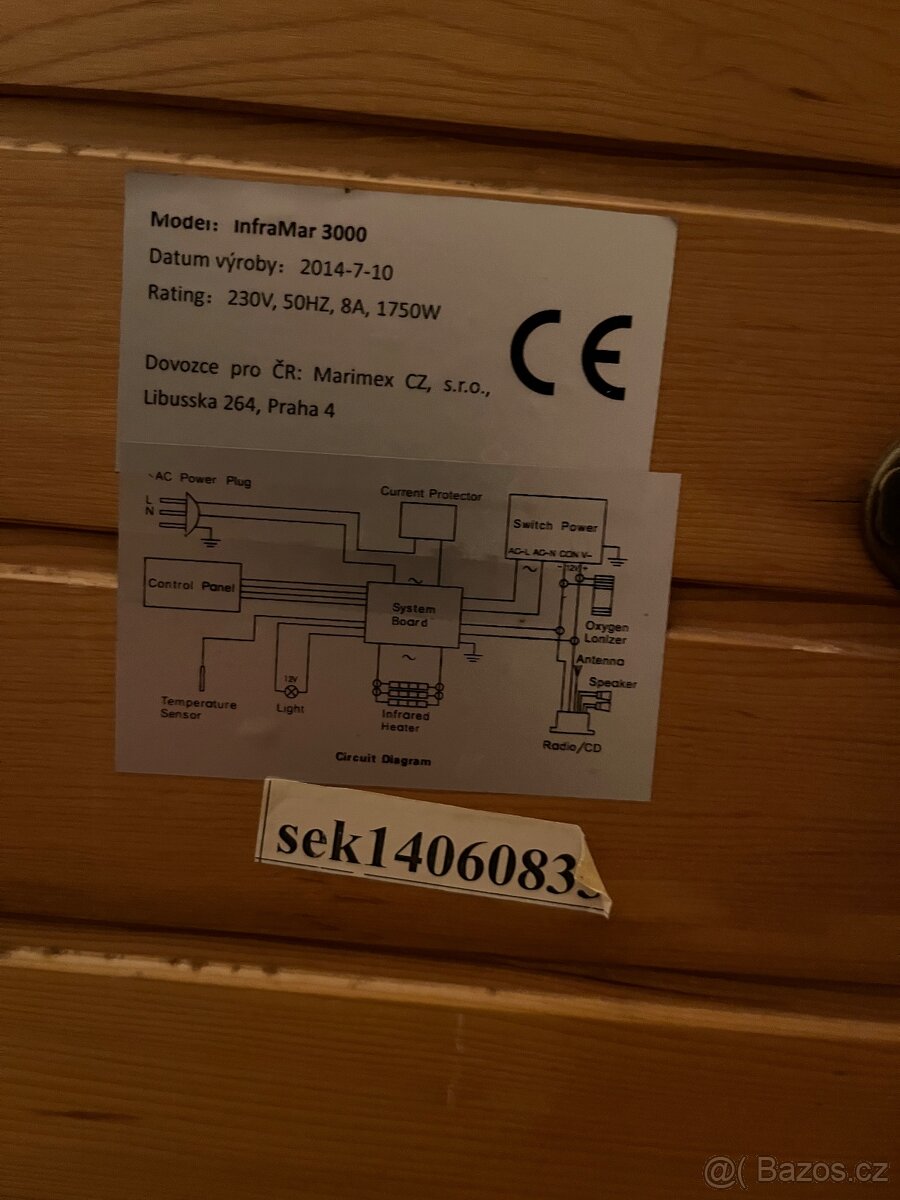 Model: InfraMar 3000
Datum výroby: 2014-7-10
Rating: 230V, 50HZ, 8A, 1750W
CE
Dovozce pro ČR: Marimex CZ, s.r.o.,
Libusska 264, Praha 4
AC Power Plug
L
N
Current Protector
Switch Power
AC-L AC-N CON V-
- 12V +
Control Panel
System
Board
Oxygen
Lonizer
Antenna
Speaker
12V
Temperature
Sensor
Light
Infrared
Heater
Radio/CD
Circuit Diagram
sek1406083
@( Bazos.cz